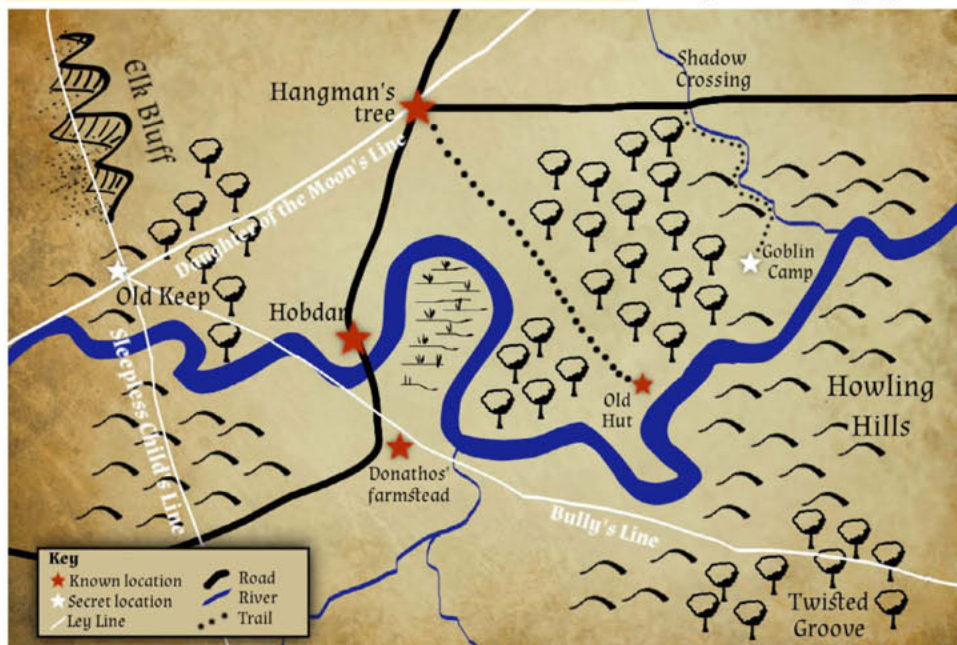 Shadow
Crossing
Elk Bluff
Hangman's
tree
Daughter of the Moon's Line
Goblin
Camp
Old Keep
Hobdar
Sleepless Child's Line
Old
Hut
Howling
Hills
Donathos'
farmstead
Bully's Line
Twisted
Groove
Key
Known location
Secret location
Ley Line
Road
River
Trail